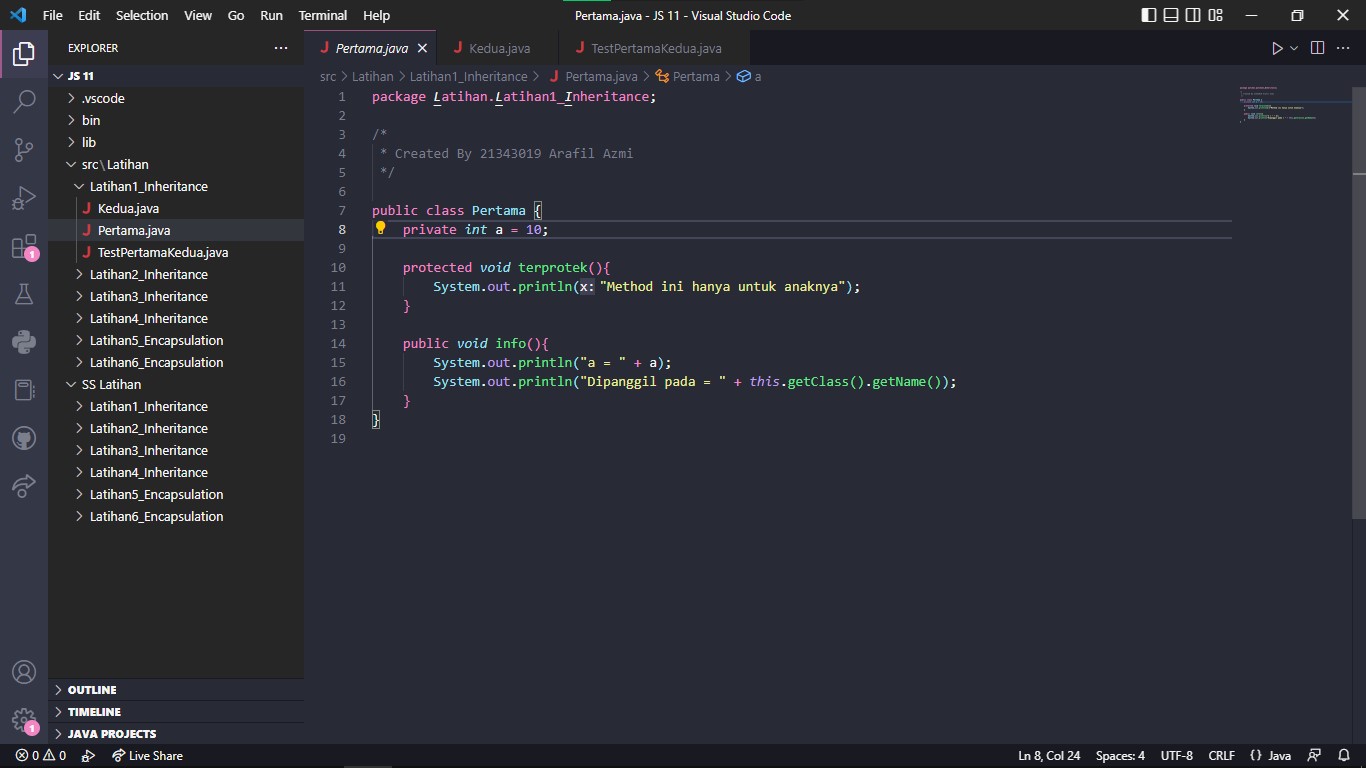 File Edit Selection View Go Run Terminal Help Pertama.java - JS 11 - Visual Studio Code
EXPLORER
JS 11
.vscode
bin
lib
src\Latihan
Latihan1_Inheritance
Kedua.java
Pertama.java
TestPertamaKedua.java
Latihan2_Inheritance
Latihan3_Inheritance
Latihan4_Inheritance
Latihan5_Encapsulation
Latihan6_Encapsulation
SS Latihan
Latihan1_Inheritance
Latihan2_Inheritance
Latihan3_Inheritance
Latihan4_Inheritance
Latihan5_Encapsulation
Latihan6_Encapsulation
OUTLINE
TIMELINE
JAVA PROJECTS
1
1
Pertama.java Kedua.java TestPertamaKedua.java
src > Latihan > Latihan1_Inheritance > Pertama.java > Pertama > a
1 package Latihan.Latihan1_Inheritance;
2
3 /*
4 * Created By 21343019 Arafil Azmi
5 */
6
7 public class Pertama {
8 private int a = 10;
9
10 protected void terprotek(){
11 System.out.println(x: "Method ini hanya untuk anaknya");
12 }
13
14 public void info(){
15 System.out.println("a = " + a);
16 System.out.println("Dipanggil pada = " + this.getClass().getName());
17 }
18 }
19
0 0 Live Share Ln 8, Col 24 Spaces: 4 UTF-8 CRLF {} Java